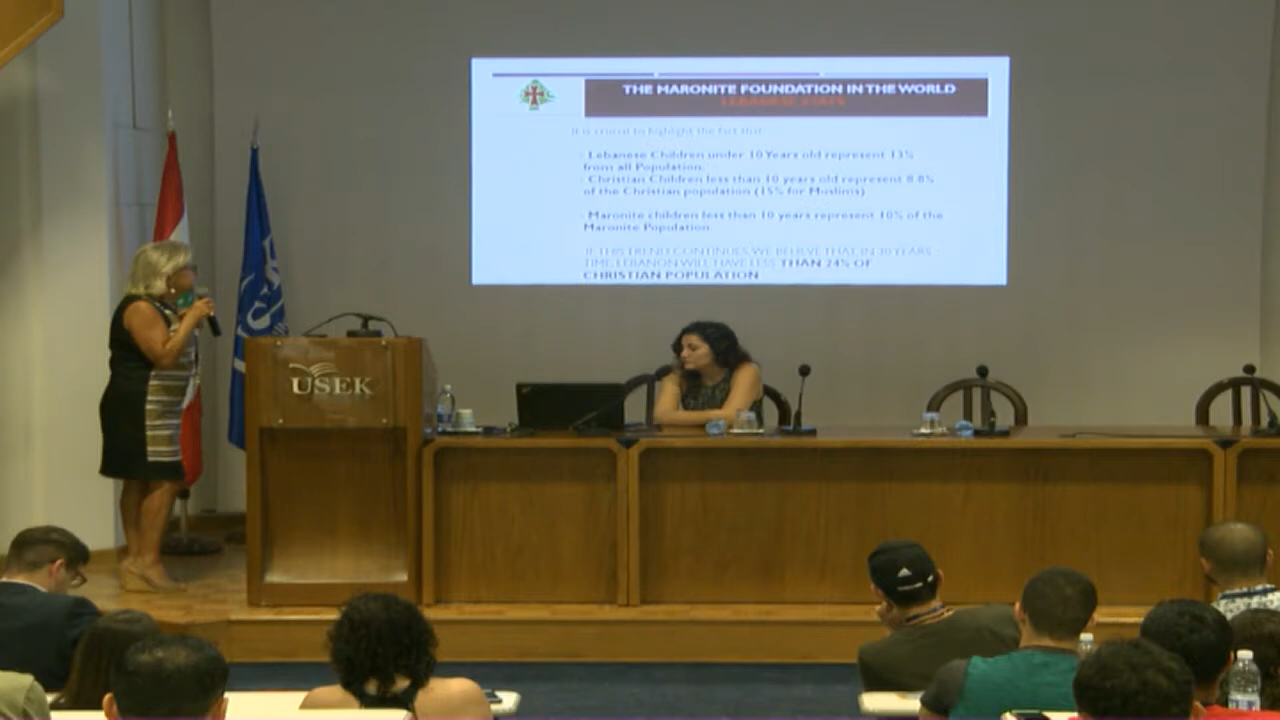 THE MARONITE FOUNDATION IN THE WORLD
LEBANESE STATS
It is crucial to highlight the fact that
- Lebanese Children under 10 Years old represent 13%
from all Population.
- Christian Children less than 10 years old represent 8.8%
of the Christian population (15% for Muslims)
- Maronite children less than 10 years represent 10% of the
Maronite Population
IF THIS TREND CONTINUES, WE BELIEVE THAT IN 30 YEARS -
TIME, LEBANON WILL HAVE LESS THAN 24% OF
CHRISTIAN POPULATION
USEK